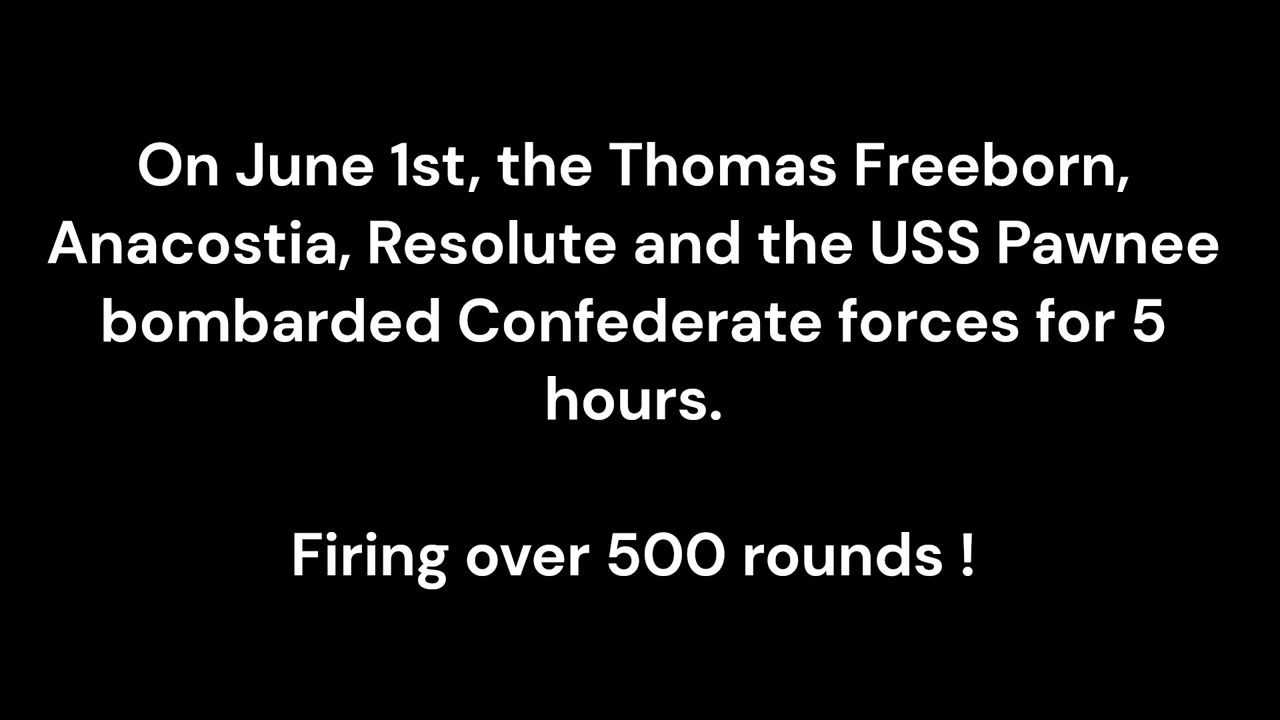 On June 1st, the Thomas Freeborn,
Anacostia, Resolute and the USS Pawnee
bombarded Confederate forces for 5
hours.
Firing over 500 rounds !